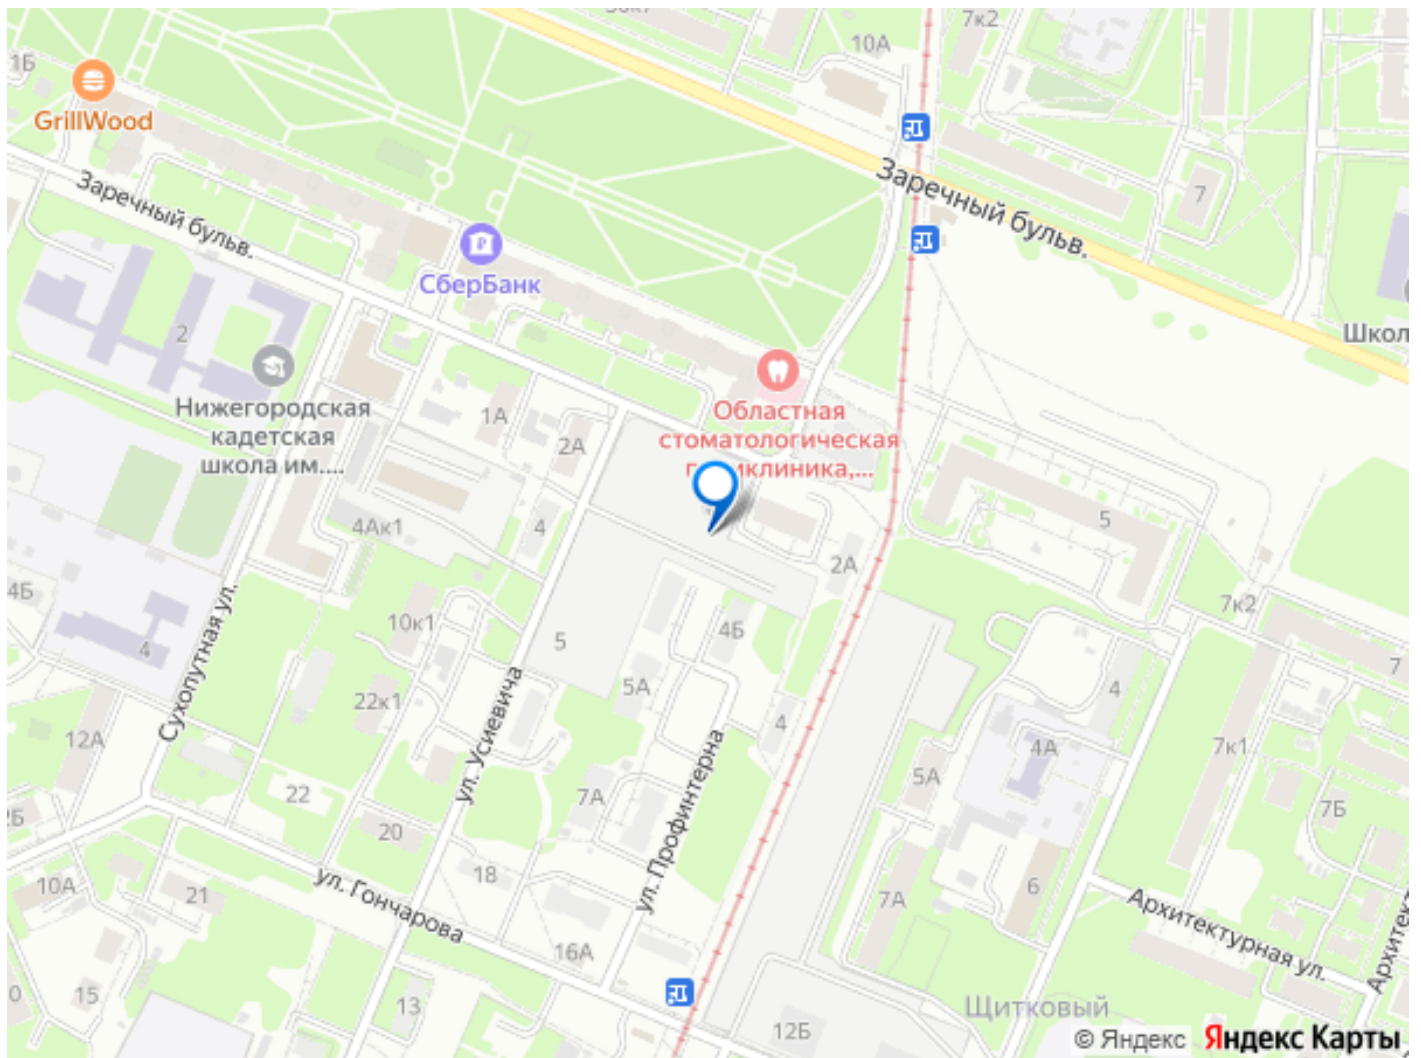 7к2
10А
1Б
GrillWood
Заречный бульв.
Заречный бульв.
7
СберБанк
2
Школ
Нижегородская
кадетская
школа им....
1А
2А
Областная
стоматологическая
4Ак1
4
5
2А
4Б
7к2
10к1
4Б
4
5
5А
22к1
Сухопутная ул.
ул. Усиевича
4
7
12А
4
4А
7к1
5А
22
7А
ул. Профинтерна
7Б
20
18
10А
21
ул. Гончарова
7А
6
Архитектурная ул.
16А
15
13
12Б
Щитковый
© Яндекс
Яндекс Карты